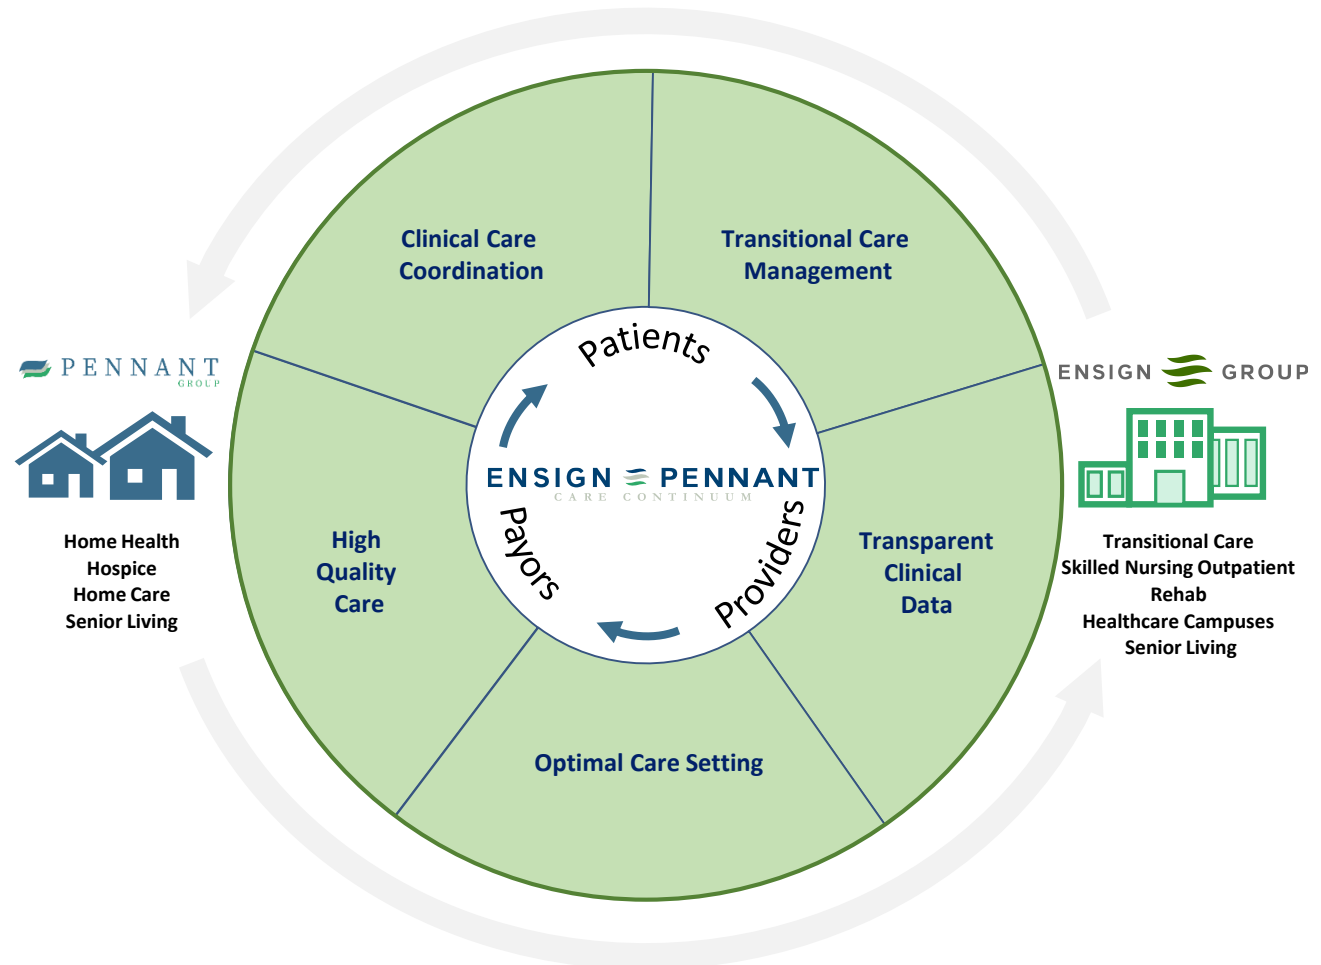 Clinical Care
Coordination
Transitional Care
Management
Patients
PENNANT
GROUP
ENSIGN GROUP
ENSIGN PENNANT
CARE CONTINUUM
Payors
Providers
Home Health
Hospice
Home Care
Senior Living
High
Quality
Care
Transparent
Clinical
Data
Transitional Care
Skilled Nursing Outpatient
Rehab
Healthcare Campuses
Senior Living
Optimal Care Setting